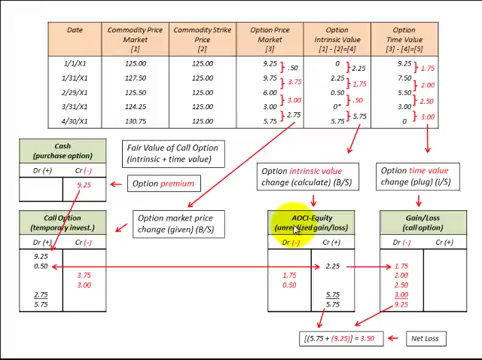 Date Commodity Price Market [1] Commodity Strike Price [2] Option Price Market [3] Option Intrinsic Value [1] - [2]=[4] Option Time Value [3] - [4]=[5]
1/1/X1 125.00 125.00 9.25 0 9.25
.50 2.25 1.75
1/31/X1 127.50 125.00 9.75 2.25 7.50
3.75 1.75 2.00
2/29/X1 125.50 125.00 6.00 0.50 5.50
3.00 .50 2.50
3/31/X1 124.25 125.00 3.00 0* 3.00
2.75 5.75 3.00
4/30/X1 130.75 125.00 5.75 5.75 0
Cash
(purchase option)
Dr (+) Cr (-)
9.25
Fair Value of Call Option
(intrinsic + time value)
Option premium
Option intrinsic value
change (calculate) (B/S)
Option time value
change (plug) (I/S)
Call Option
(temporary invest.)
Dr (+) Cr (-)
9.25
0.50
3.75
3.00
2.75
5.75
Option market price
change (given) (B/S)
AOCI-Equity
(unrealized gain/loss)
Dr (-) Cr (+)
2.25
1.75
0.50
5.75
5.75
Gain/Loss
(call option)
Dr (-) Cr (+)
1.75
2.00
2.50
3.00
9.25
[(5.75 + (9.25)] = 3.50
Net Loss